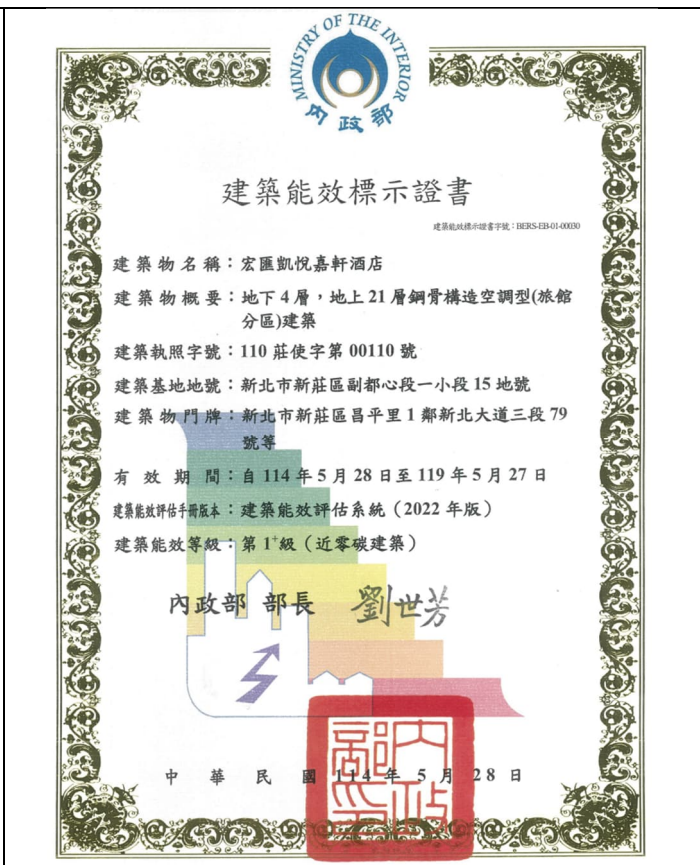 MINISTRY OF THE INTERIOR
內政部
建築能效標示證書
建築能效標示證書字號：BERS-EB-01-00030
建築物名稱：宏匯凱悅嘉軒酒店
建築物概要：地下4層，地上21層鋼骨構造空調型(旅館
分區)建築
建築執照字號：110莊使字第00110號
建築基地地號：新北市新莊區副都心段一小段15地號
建築物門牌：新北市新莊區昌平里1鄰新北大道三段79
號等
有效期間：自114年5月28日至119年5月27日
建築能效評估手冊版本：建築能效評估系統（2022年版）
建築能效等級：第1⁺級（近零碳建築）
內政部 部長 劉世芳
內政部印
中華民國114年5月28日